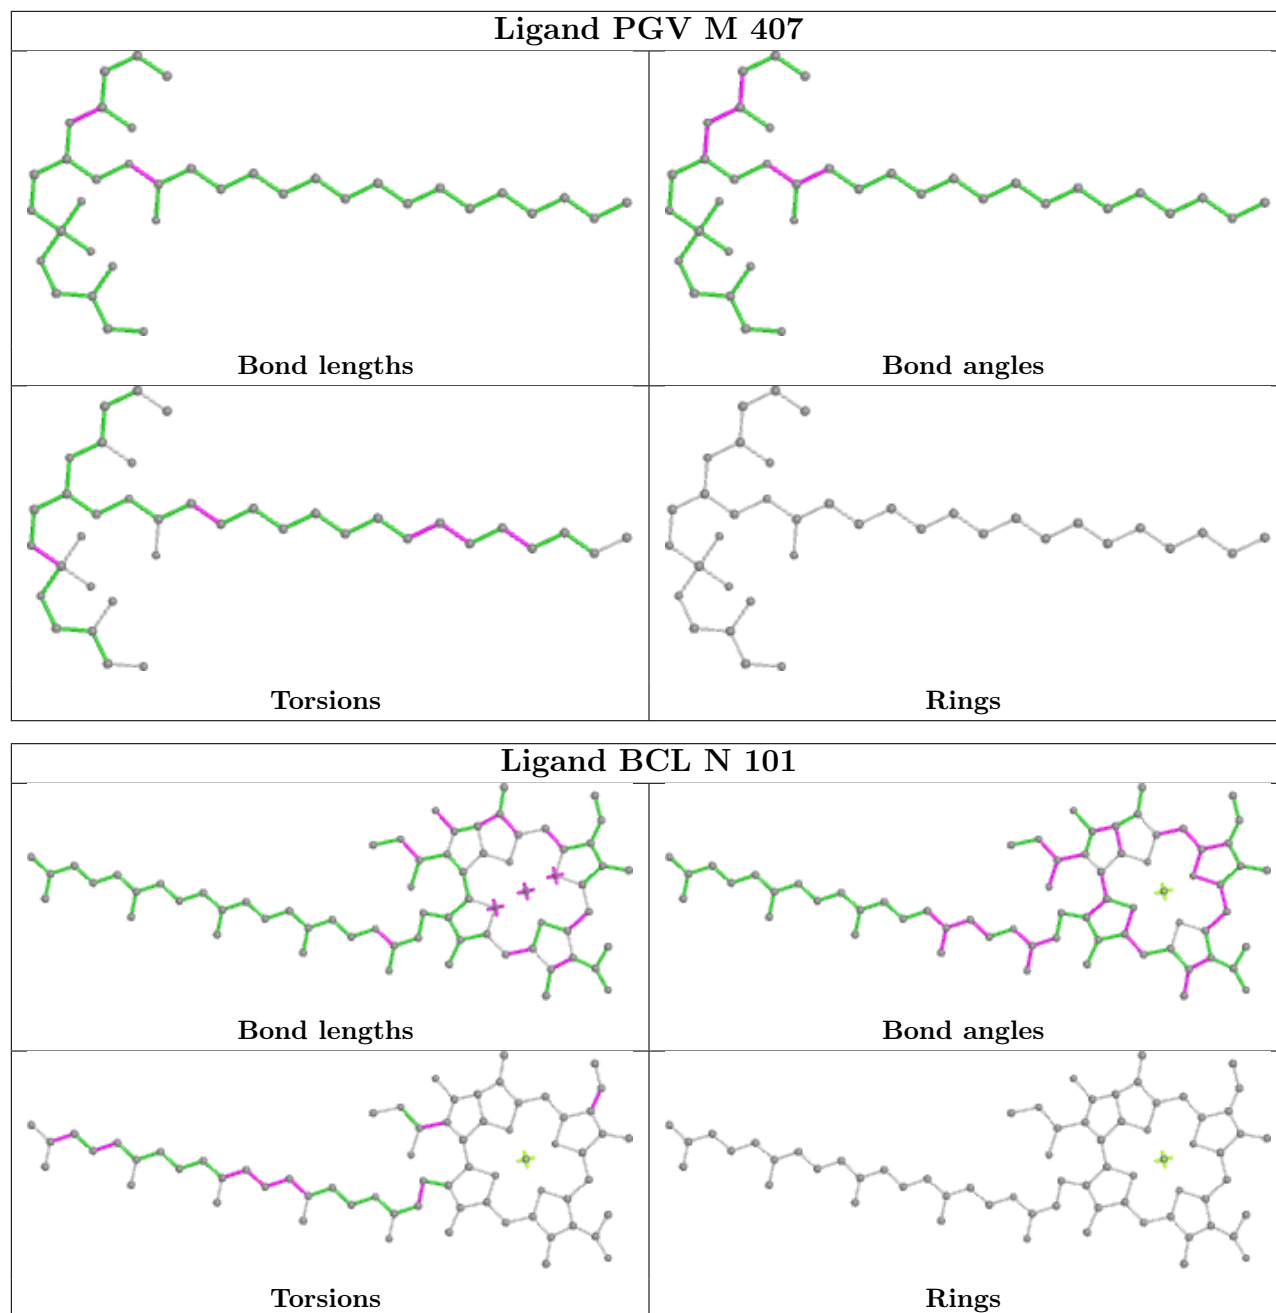 Ligand PGV M 407
Bond lengths
Bond angles
Torsions
Rings
Ligand BCL N 101
Bond lengths
Bond angles
Torsions
Rings